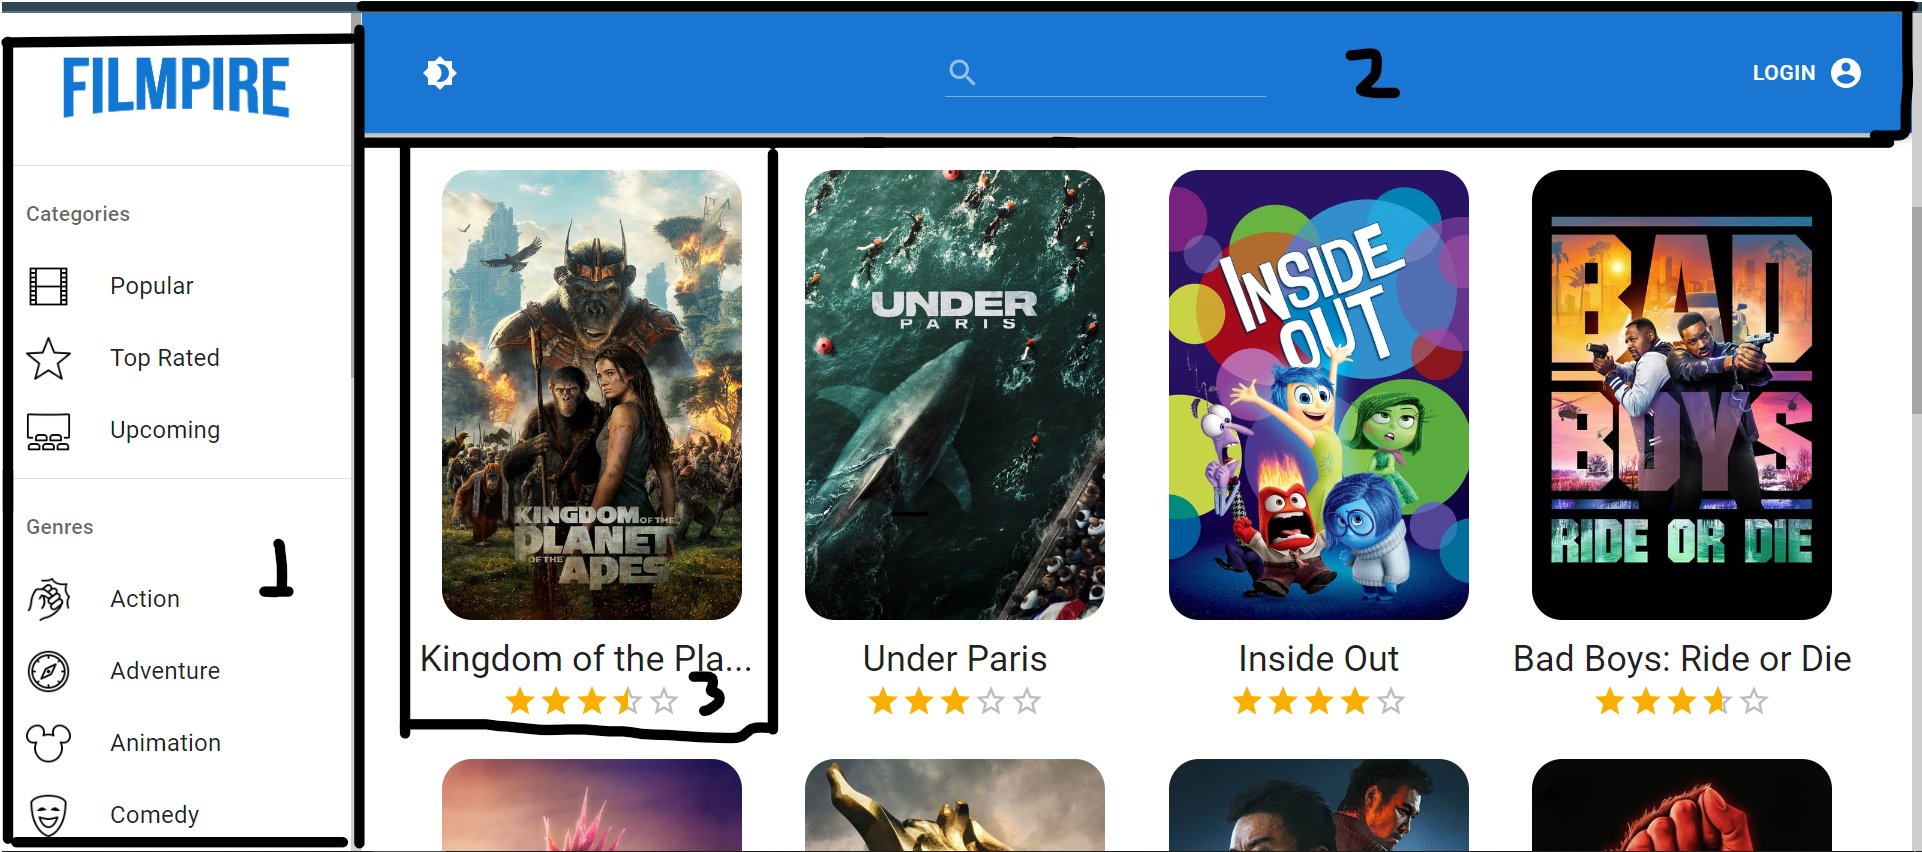 FILMPIRE
Categories
Popular
Top Rated
Upcoming
Genres
Action
Adventure
Animation
Comedy
1
2
LOGIN
KINGDOM OF THE
PLANET
OF THE APES
Kingdom of the Pla...
3
UNDER
PARIS
Under Paris
INSIDE
OUT
Inside Out
BAD
BOYS
RIDE OR DIE
Bad Boys: Ride or Die